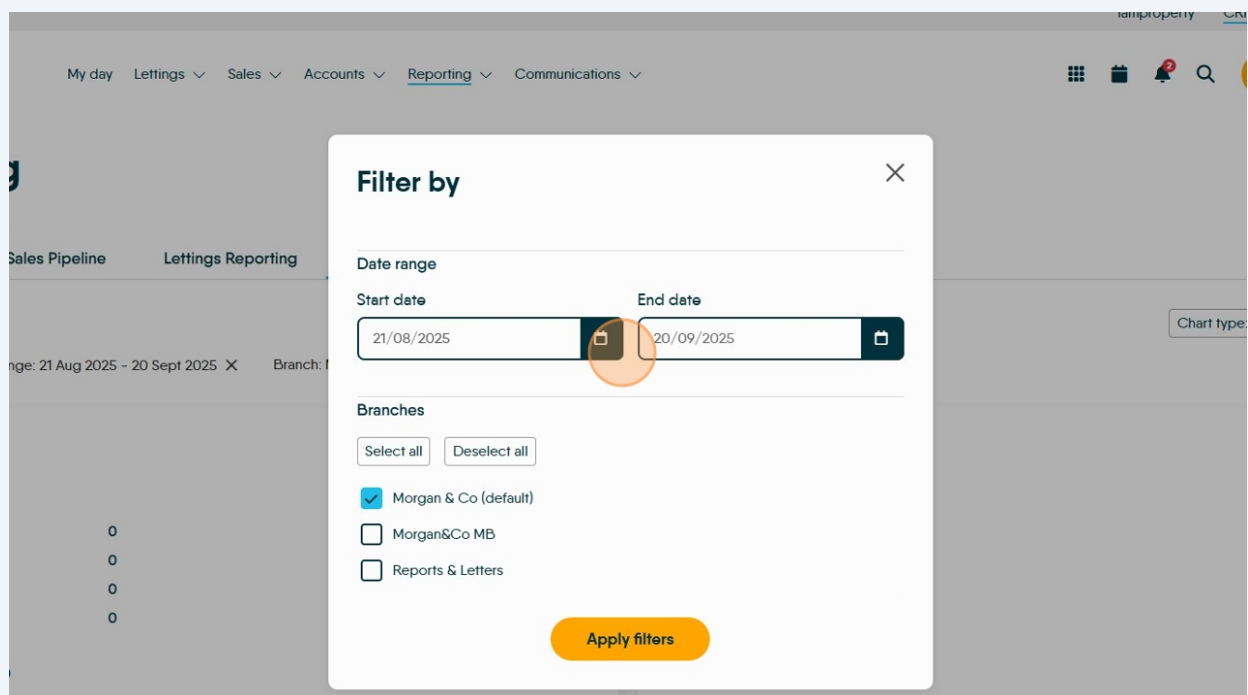 iamproperty CRM
My day Lettings Sales Accounts Reporting Communications 2
g
Filter by
Sales Pipeline Lettings Reporting
Date range
Start date End date
21/08/2025 20/09/2025
Chart type:
nge: 21 Aug 2025 - 20 Sept 2025 Branch:
Branches
Select all Deselect all
Morgan & Co (default)
0 Morgan&Co MB
0
Reports & Letters
0
0
Apply filters